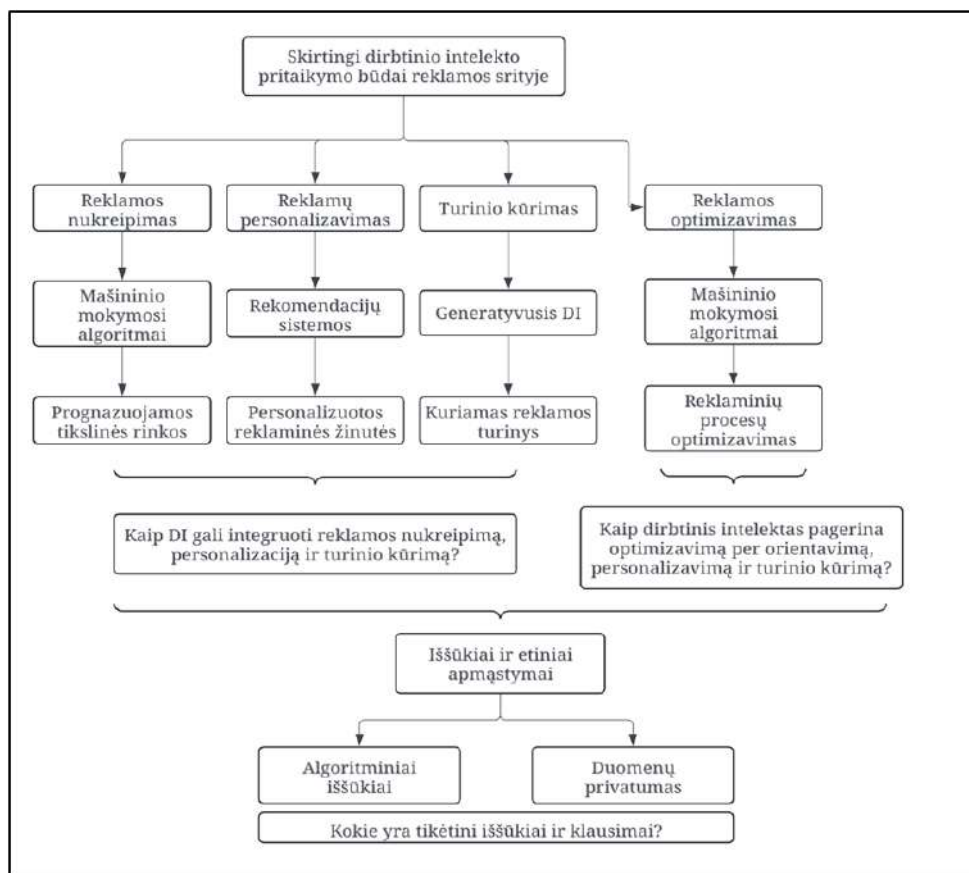 Skirtingi dirbtinio intelekto
pritaikymo būdai reklamos srityje
Reklamos
nukreipimas
Reklamų
personalizavimas
Turinio kūrimas
Reklamos
optimizavimas
Mašininio
mokymosi
algoritmai
Rekomendacijų
sistemos
Generatyvusis DI
Mašininio
mokymosi
algoritmai
Prognazuojamos
tikslinės rinkos
Personalizuotos
reklaminės žinutės
Kuriamas reklamos
turinys
Reklaminių
procesų
optimizavimas
Kaip DI gali integruoti reklamos nukreipimą,
personalizaciją ir turinio kūrimą?
Kaip dirbtinis intelektas pagerina
optimizavimą per orientavimą,
personalizavimą ir turinio kūrimą?
Iššūkiai ir etiniai
apmąstymai
Algoritminiai
iššūkiai
Duomenų
privatumas
Kokie yra tikėtini iššūkiai ir klausimai?